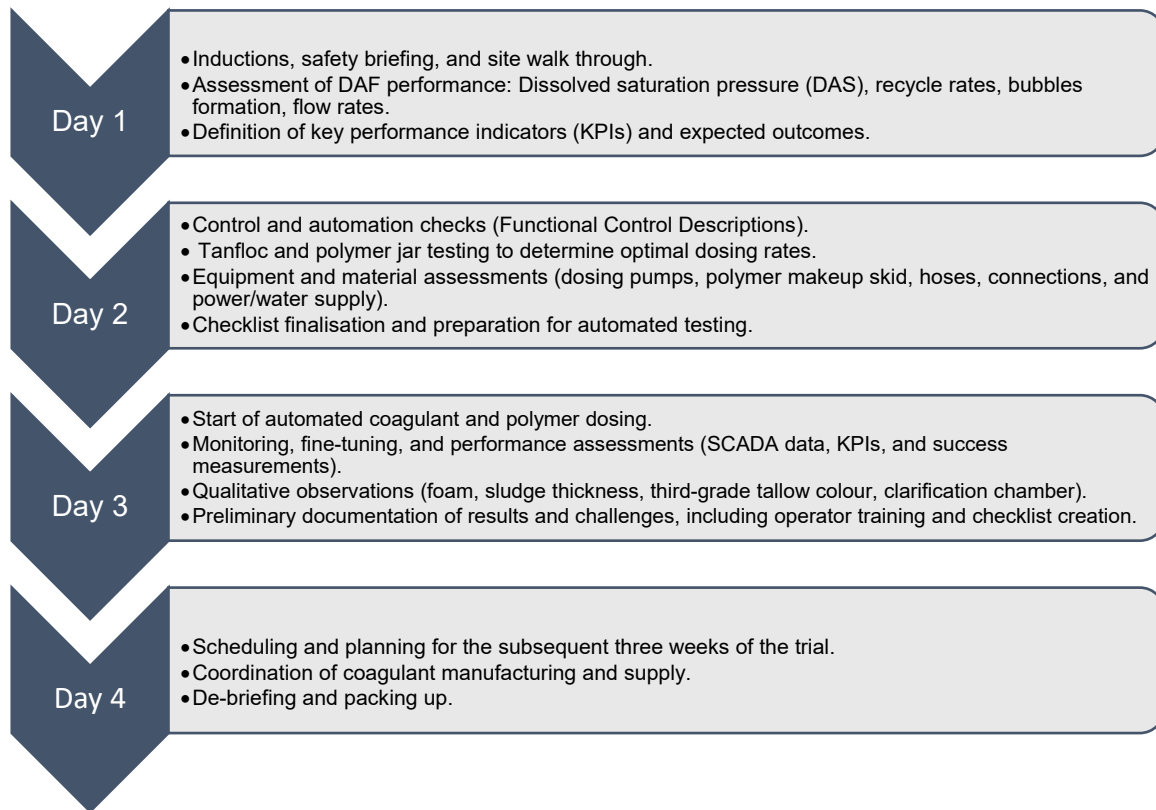 Day 1
•Inductions, safety briefing, and site walk through.
•Assessment of DAF performance: Dissolved saturation pressure (DAS), recycle rates, bubbles
formation, flow rates.
•Definition of key performance indicators (KPIs) and expected outcomes.
Day 2
•Control and automation checks (Functional Control Descriptions).
• Tanfloc and polymer jar testing to determine optimal dosing rates.
•Equipment and material assessments (dosing pumps, polymer makeup skid, hoses, connections, and
power/water supply).
•Checklist finalisation and preparation for automated testing.
Day 3
•Start of automated coagulant and polymer dosing.
•Monitoring, fine-tuning, and performance assessments (SCADA data, KPIs, and success
measurements).
•Qualitative observations (foam, sludge thickness, third-grade tallow colour, clarification chamber).
•Preliminary documentation of results and challenges, including operator training and checklist creation.
Day 4
•Scheduling and planning for the subsequent three weeks of the trial.
•Coordination of coagulant manufacturing and supply.
•De-briefing and packing up.